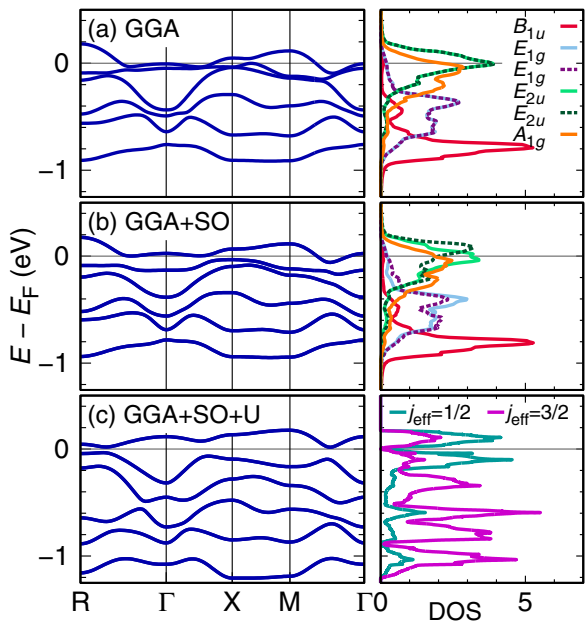 (a) GGA
0
−1
B1u
E1g
E1g
E2u
E2u
A1g
(b) GGA+SO
0
−1
E − EF (eV)
(c) GGA+SO+U
0
−1
jeff=1/2 jeff=3/2
R Γ X M Γ 0 5
DOS